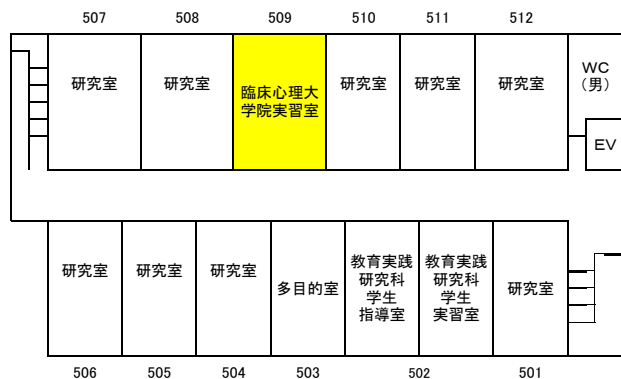 507
508
509
510
511
512
研究室
研究室
臨床心理大
学院実習室
研究室
研究室
研究室
WC
（男）
EV
研究室
研究室
研究室
多目的室
教育実践
研究科
学生
指導室
教育実践
研究科
学生
実習室
研究室
506
505
504
503
502
501